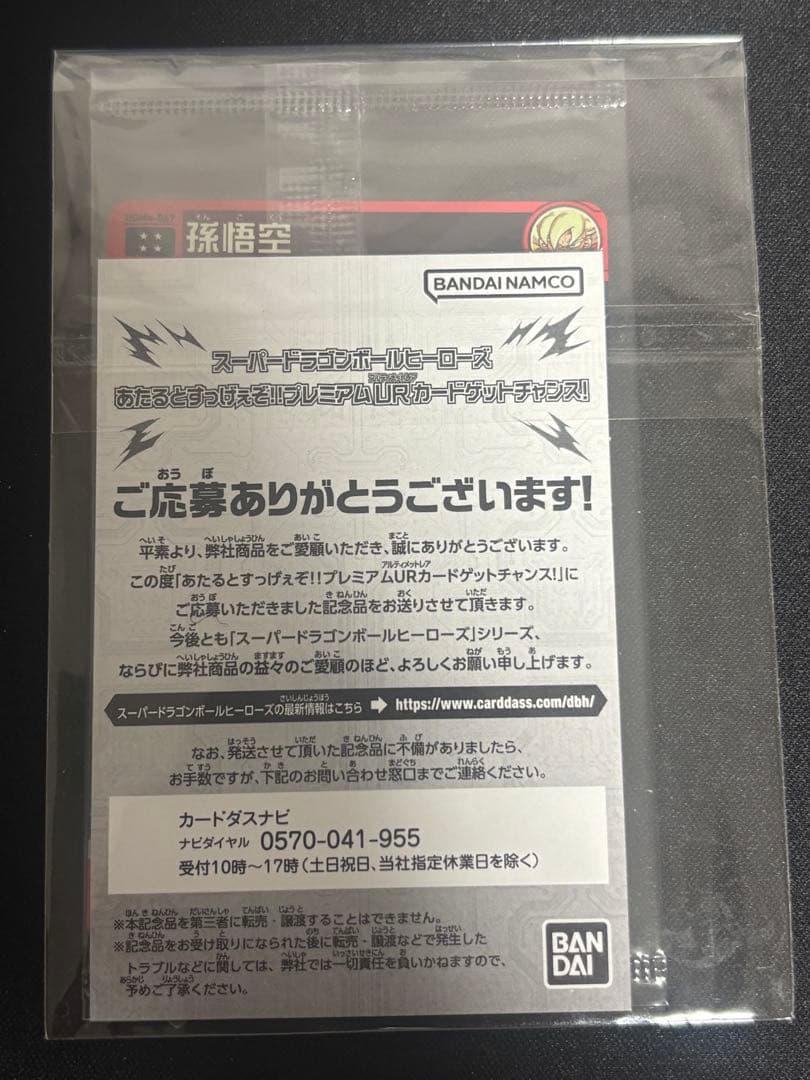 孫悟空
BANDAI NAMCO
スーパードラゴンボールヒーローズ
あたるとすっげぇぞ!!プレミアムURカードゲットチャンス!
ご応募ありがとうございます!
平素より、弊社商品をご愛顧いただき、誠にありがとうございます。
この度「あたるとすっげぇぞ!!プレミアムURカードゲットチャンス!」に
ご応募いただきました記念品をお送りさせて頂きます。
今後とも「スーパードラゴンボールヒーローズ」シリーズ、
ならびに弊社商品の益々のご愛顧のほど、よろしくお願い申し上げます。
スーパードラゴンボールヒーローズの最新情報はこちら ➡ https://www.carddass.com/dbh/
なお、発送させて頂いた記念品に不備がありましたら、
お手数ですが、下記のお問い合わせ窓口までご連絡ください。
カードダスナビ
ナビダイヤル 0570-041-955
受付10時～17時(土日祝日、当社指定休業日を除く)
※本記念品を第三者に転売・譲渡することはできません。
※記念品をお受け取りになられた後に転売・譲渡などで発生した
トラブルなどに関しては、弊社では一切責任を負いかねますので、
予めご了承ください。
BAN
DAI